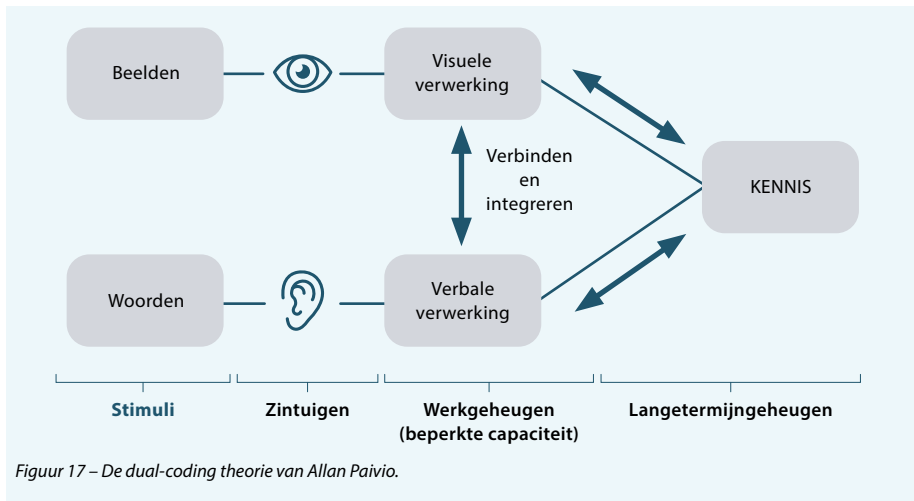 Beelden
Visuele
verwerking
Verbinden
en
integreren
KENNIS
Woorden
Verbale
verwerking
Stimuli
Zintuigen
Werkgeheugen
(beperkte capaciteit)
Langetermijngeheugen
Figuur 17 – De dual-coding theorie van Allan Paivio.